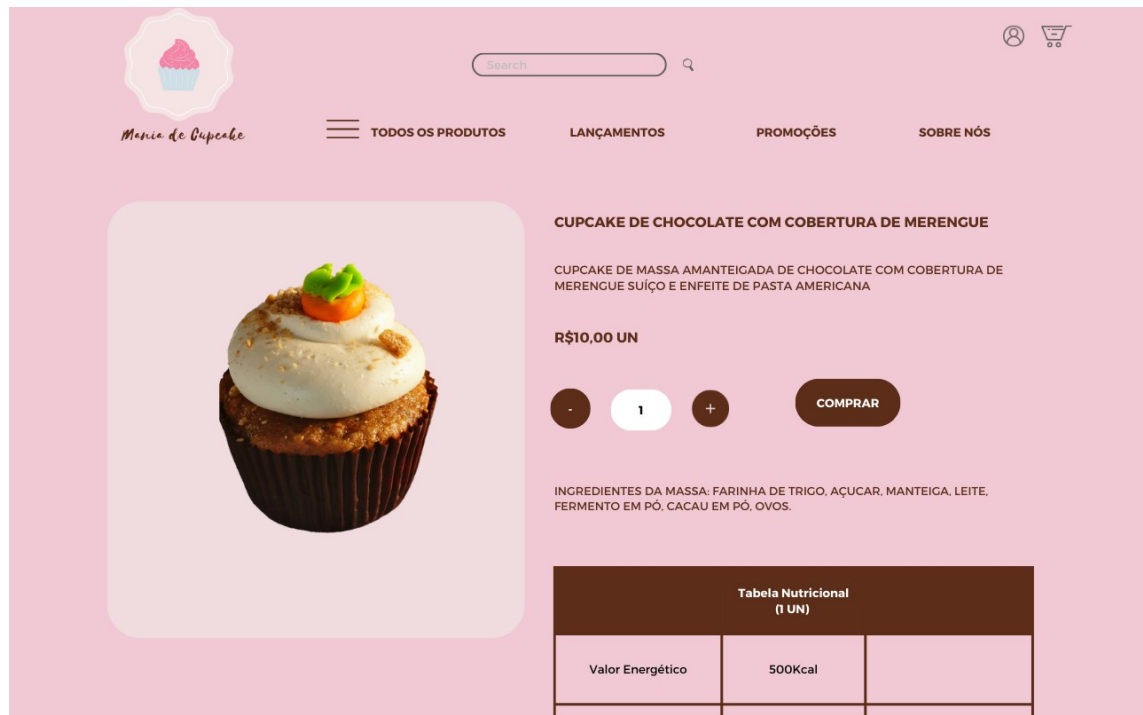 Search
Mania de Cupcake
TODOS OS PRODUTOS
LANÇAMENTOS
PROMOÇÕES
SOBRE NÓS
CUPCAKE DE CHOCOLATE COM COBERTURA DE MERENGUE
CUPCAKE DE MASSA AMANTEIGADA DE CHOCOLATE COM COBERTURA DE
MERENGUE SUÍÇO E ENFEITE DE PASTA AMERICANA
R$10,00 UN
- 1 +
COMPRAR
INGREDIENTES DA MASSA: FARINHA DE TRIGO, AÇUCAR, MANTEIGA, LEITE,
FERMENTO EM PÓ, CACAU EM PÓ, OVOS.
Tabela Nutricional
(1 UN)
Valor Energético 500Kcal